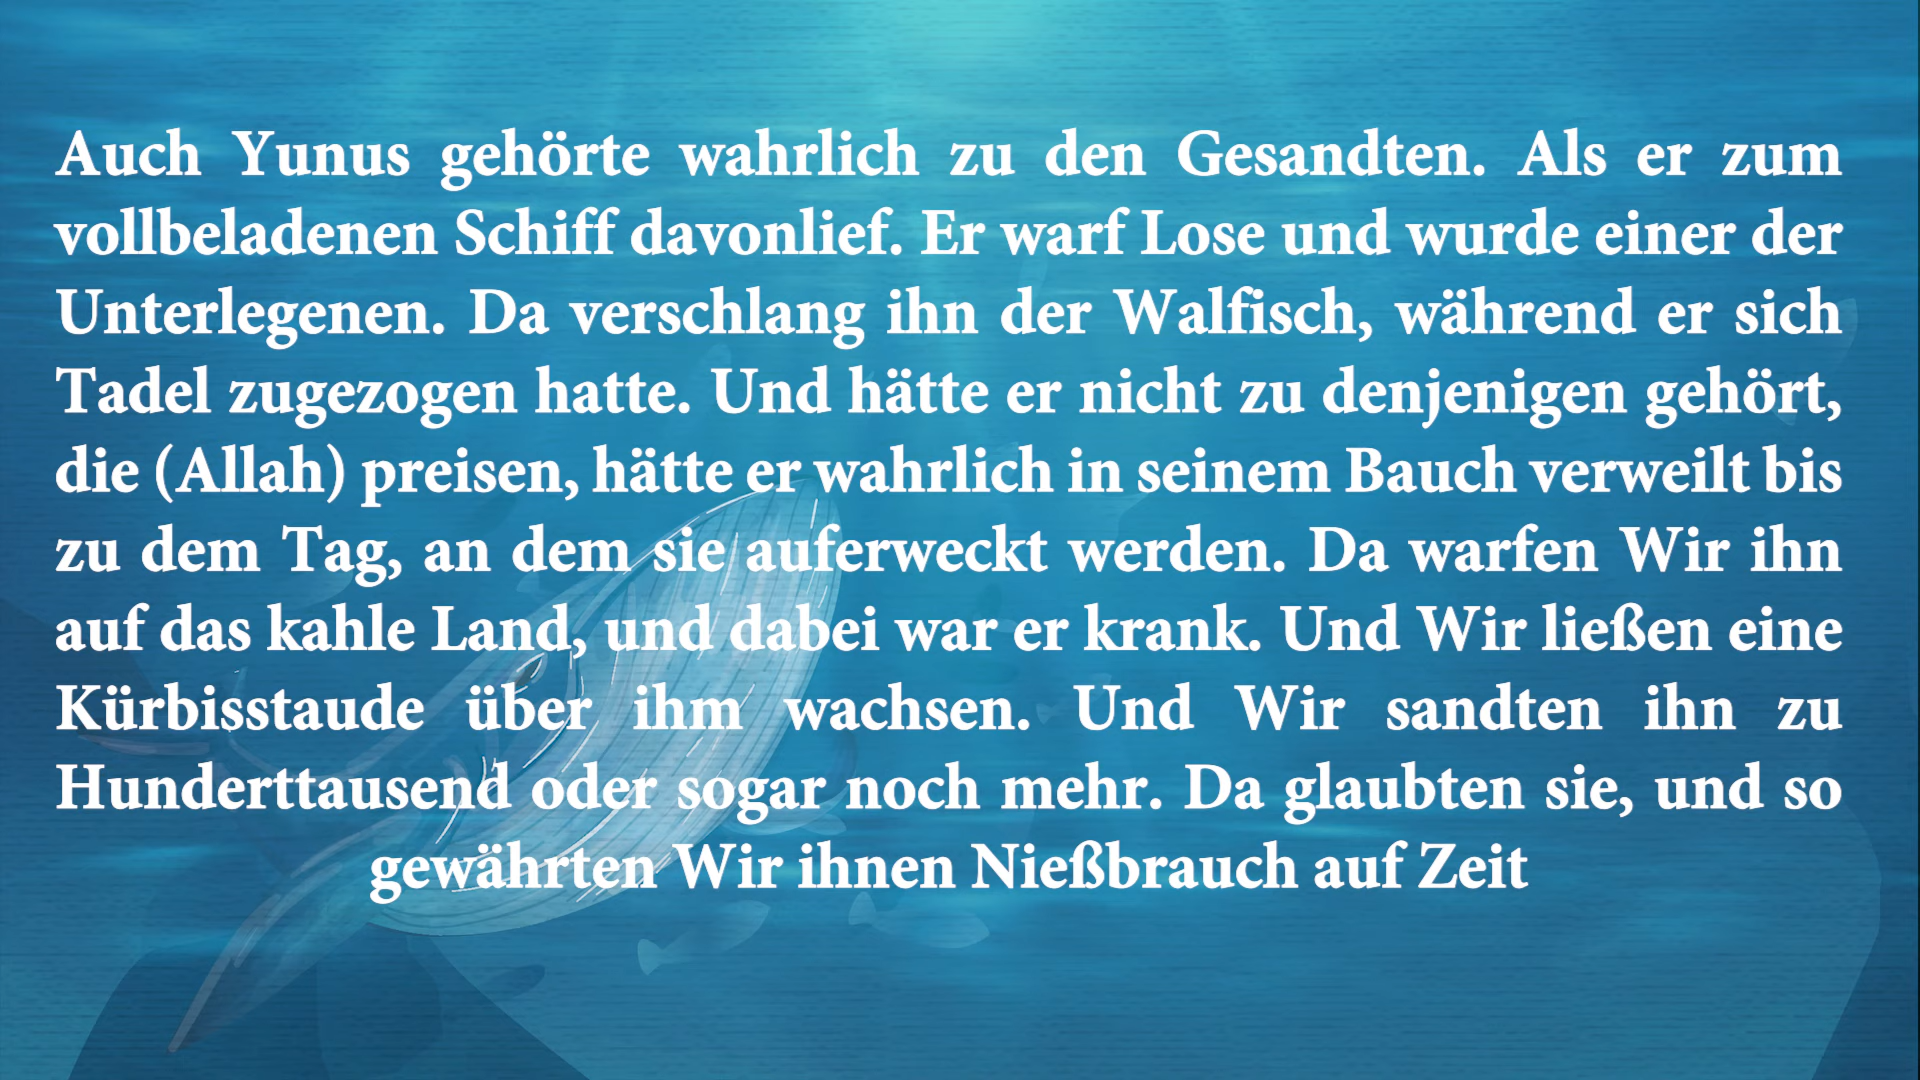 Auch Yunus gehörte wahrlich zu den Gesandten. Als er zum
vollbeladenen Schiff davonlief. Er warf Lose und wurde einer der
Unterlegenen. Da verschlang ihn der Walfisch, während er sich
Tadel zugezogen hatte. Und hätte er nicht zu denjenigen gehört,
die (Allah) preisen, hätte er wahrlich in seinem Bauch verweilt bis
zu dem Tag, an dem sie auferweckt werden. Da warfen Wir ihn
auf das kahle Land, und dabei war er krank. Und Wir ließen eine
Kürbisstaude über ihm wachsen. Und Wir sandten ihn zu
Hunderttausend oder sogar noch mehr. Da glaubten sie, und so
gewährten Wir ihnen Nießbrauch auf Zeit